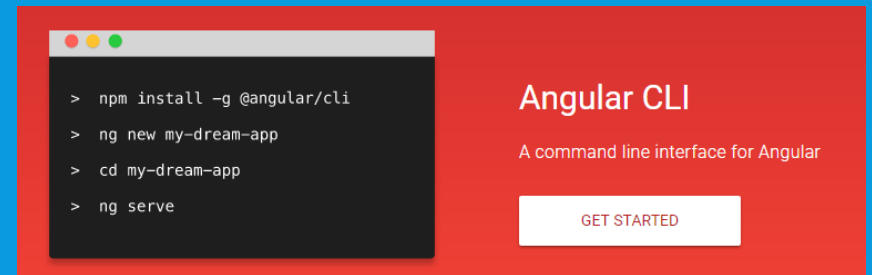 > npm install -g @angular/cli
> ng new my-dream-app
> cd my-dream-app
> ng serve
Angular CLI
A command line interface for Angular
GET STARTED